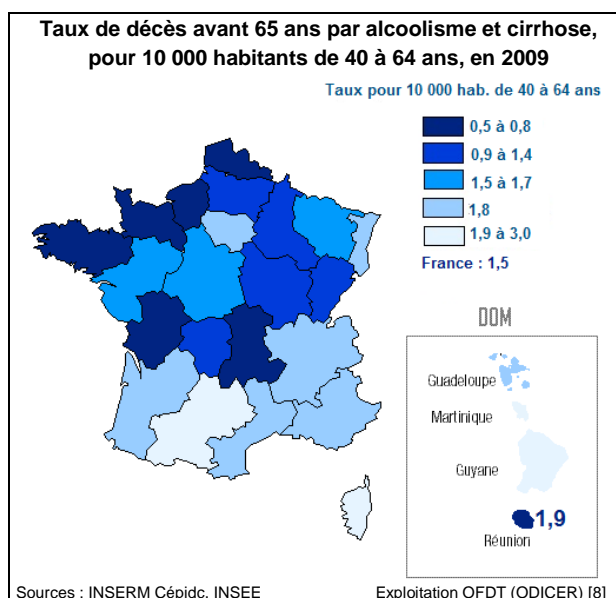 Taux de décès avant 65 ans par alcoolisme et cirrhose,
pour 10 000 habitants de 40 à 64 ans, en 2009
Taux pour 10 000 hab. de 40 à 64 ans
0,5 à 0,8
0,9 à 1,4
1,5 à 1,7
1,8
1,9 à 3,0
France : 1,5
DOM
Guadeloupe
Martinique
Guyane
1,9
Réunion
Sources : INSERM Cépidc, INSEE Exploitation OFDT (ODICER) [8]